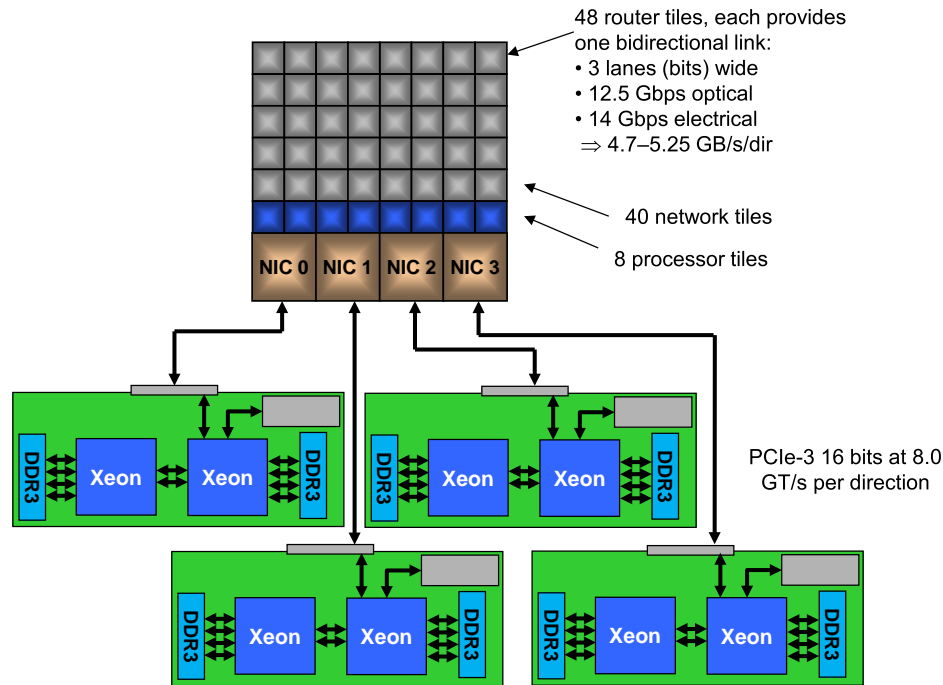 48 router tiles, each provides
one bidirectional link:
• 3 lanes (bits) wide
• 12.5 Gbps optical
• 14 Gbps electrical
⇒ 4.7–5.25 GB/s/dir
40 network tiles
8 processor tiles
NIC 0 NIC 1 NIC 2 NIC 3
DDR3 Xeon Xeon DDR3
DDR3 Xeon Xeon DDR3
PCIe-3 16 bits at 8.0
GT/s per direction
DDR3 Xeon Xeon DDR3
DDR3 Xeon Xeon DDR3